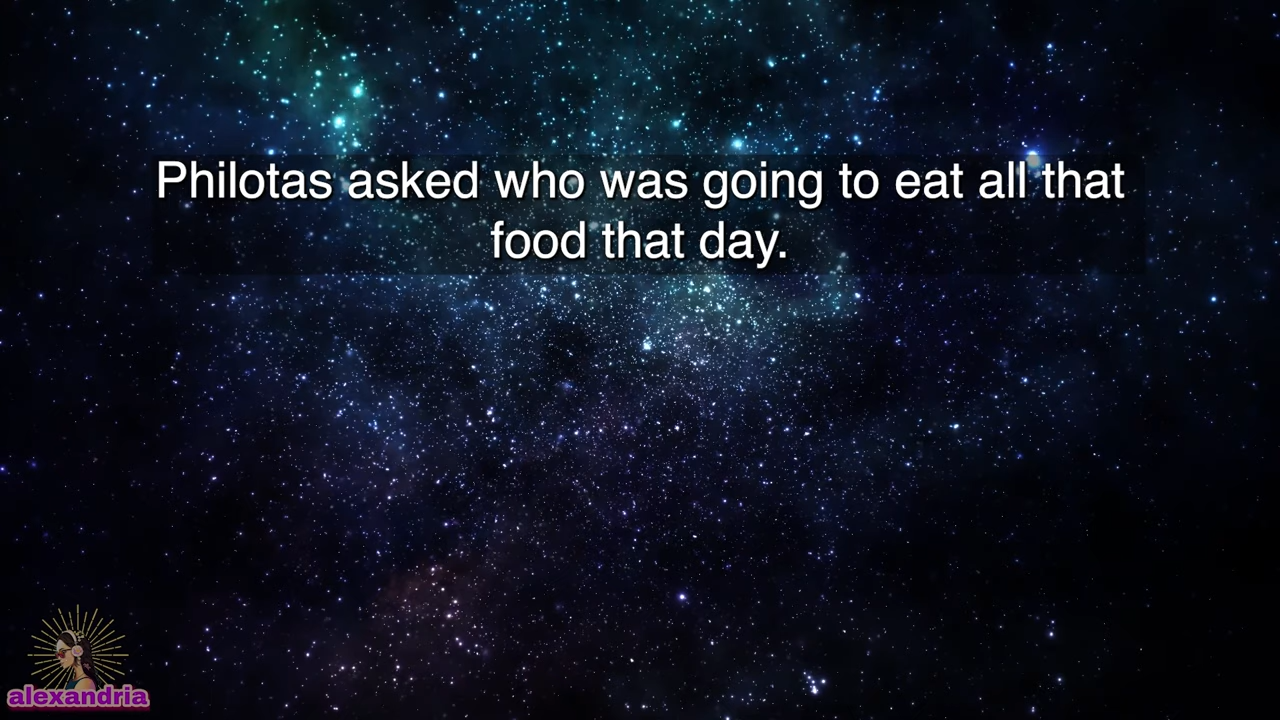 Philotas asked who was going to eat all that
food that day.
alexandria